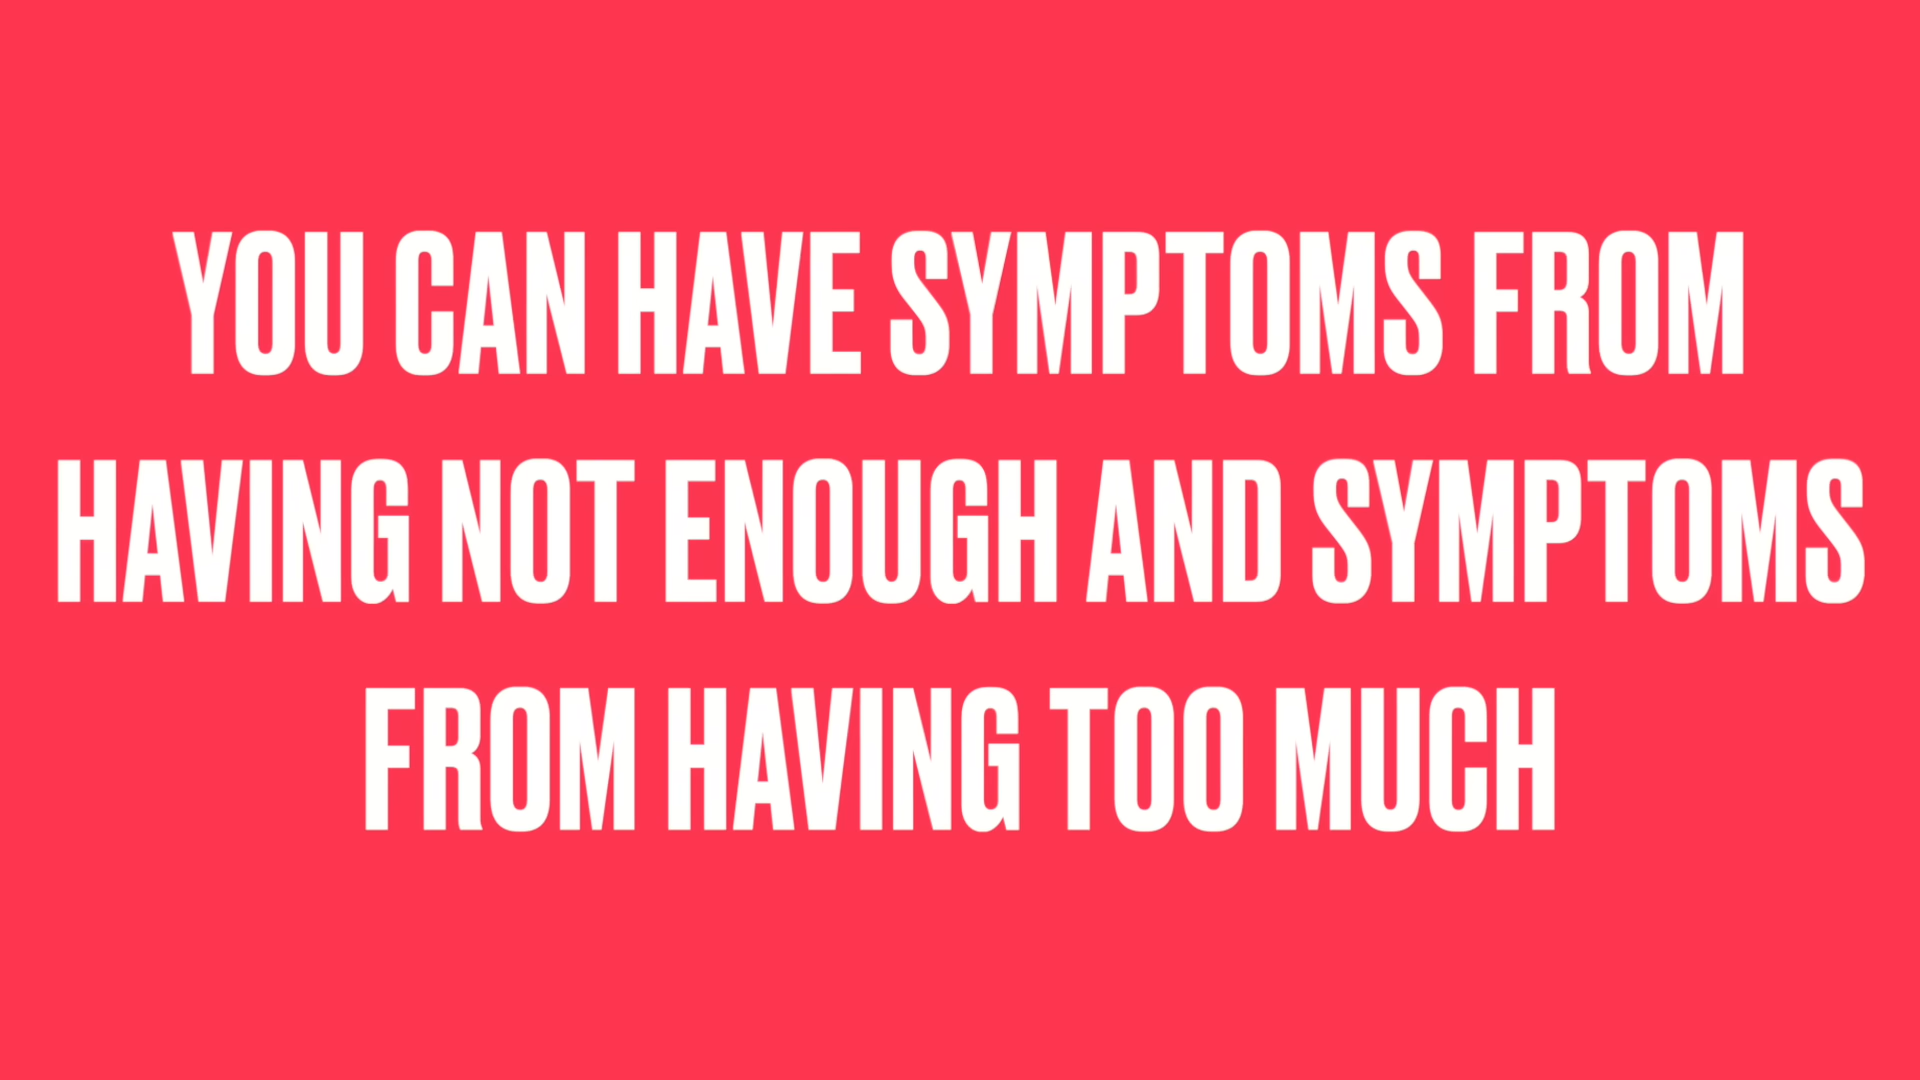 YOU CAN HAVE SYMPTOMS FROM
HAVING NOT ENOUGH AND SYMPTOMS
FROM HAVING TOO MUCH